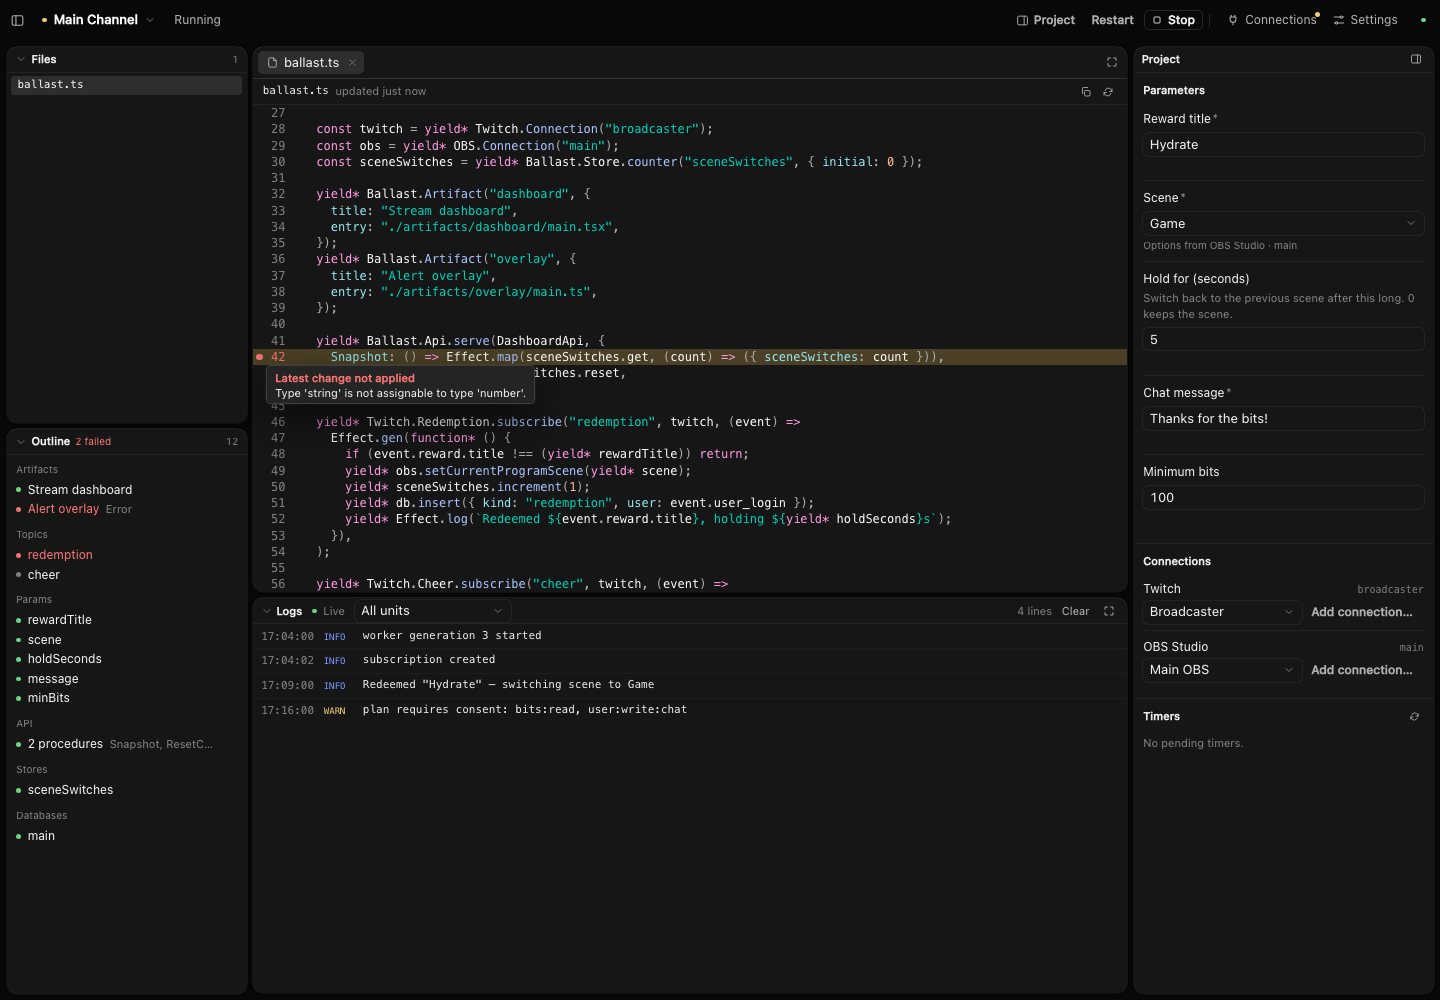 Main Channel
Running
Project
Restart
Stop
Connections
Settings
Files
1
ballast.ts
Outline 2 failed
12
Artifacts
Stream dashboard
Alert overlay Error
Topics
redemption
cheer
Params
rewardTitle
scene
holdSeconds
message
minBits
API
2 procedures Snapshot, ResetC...
Stores
sceneSwitches
Databases
main
ballast.ts
ballast.ts updated just now
27
28 const twitch = yield* Twitch.Connection("broadcaster");
29 const obs = yield* OBS.Connection("main");
30 const sceneSwitches = yield* Ballast.Store.counter("sceneSwitches", { initial: 0 });
31
32 yield* Ballast.Artifact("dashboard", {
33 title: "Stream dashboard",
34 entry: "./artifacts/dashboard/main.tsx",
35 });
36 yield* Ballast.Artifact("overlay", {
37 title: "Alert overlay",
38 entry: "./artifacts/overlay/main.ts",
39 });
40
41 yield* Ballast.Api.serve(DashboardApi, {
42 Snapshot: () => Effect.map(sceneSwitches.get, (count) => ({ sceneSwitches: count })),
itches.reset,
Latest change not applied
Type 'string' is not assignable to type 'number'.
45
46 yield* Twitch.Redemption.subscribe("redemption", twitch, (event) =>
47 Effect.gen(function* () {
48 if (event.reward.title !== (yield* rewardTitle)) return;
49 yield* obs.setCurrentProgramScene(yield* scene);
50 yield* sceneSwitches.increment(1);
51 yield* db.insert({ kind: "redemption", user: event.user_login });
52 yield* Effect.log(`Redeemed ${event.reward.title}, holding ${yield* holdSeconds}s`);
53 }),
54 );
55
56 yield* Twitch.Cheer.subscribe("cheer", twitch, (event) =>
Logs
Live
All units
4 lines
Clear
17:04:00 INFO worker generation 3 started
17:04:02 INFO subscription created
17:09:00 INFO Redeemed "Hydrate" — switching scene to Game
17:16:00 WARN plan requires consent: bits:read, user:write:chat
Project
Parameters
Reward title*
Hydrate
Scene*
Game
Options from OBS Studio · main
Hold for (seconds)
Switch back to the previous scene after this long. 0
keeps the scene.
5
Chat message*
Thanks for the bits!
Minimum bits
100
Connections
Twitch
broadcaster
Broadcaster
Add connection...
OBS Studio
main
Main OBS
Add connection...
Timers
No pending timers.